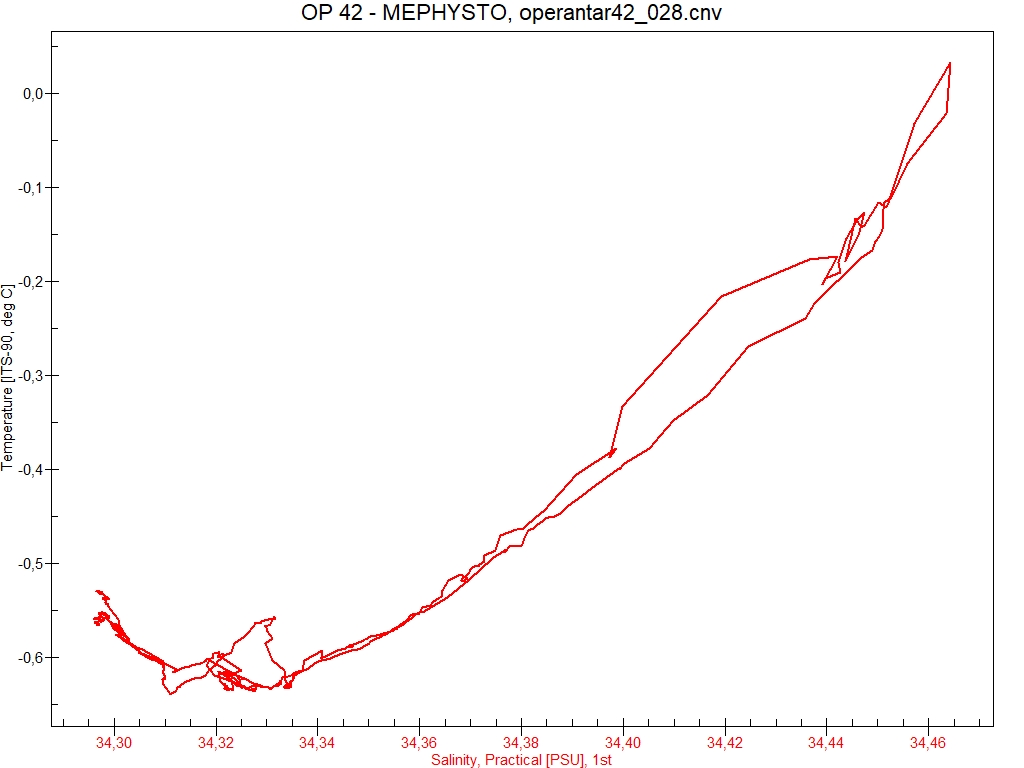 OP 42 - MEPHYSTO, operantar42_028.cnv
Temperature [ITS-90, deg C]
0,0
-0,1
-0,2
-0,3
-0,4
-0,5
-0,6
34,30 34,32 34,34 34,36 34,38 34,40 34,42 34,44 34,46
Salinity, Practical [PSU], 1st